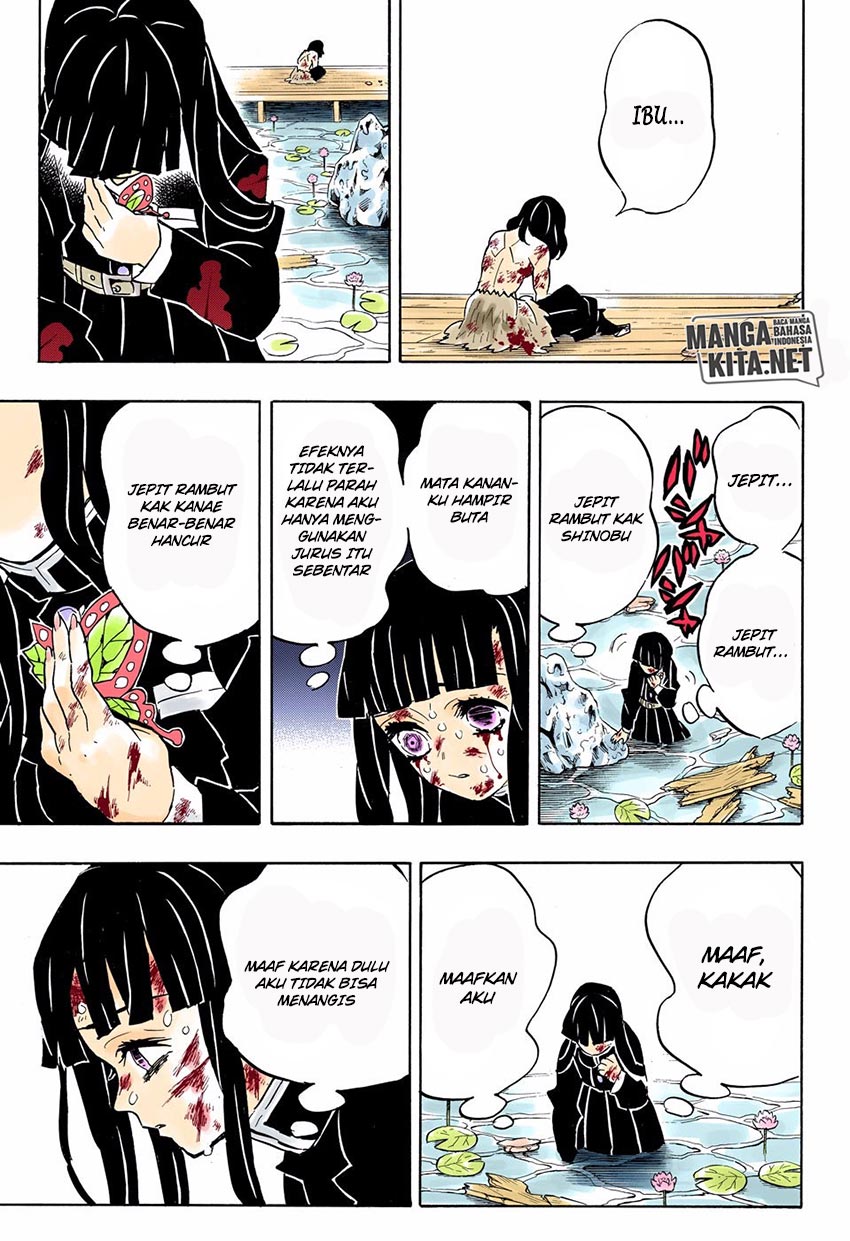 IBU...
MANGA
KITA.NET
BACA MANGA
BAHASA
INDONESIA
JEPIT...
JEPIT
RAMBUT...
JEPIT
RAMBUT KAK
SHINOBU
MATA KANAN-
KU HAMPIR
BUTA
EFEKNYA
TIDAK TER-
LALU PARAH
KARENA AKU
HANYA MENG-
GUNAKAN
JURUS ITU
SEBENTAR
JEPIT RAMBUT
KAK KANAE
BENAR-BENAR
HANCUR
MAAF,
KAKAK
MAAFKAN
AKU
MAAF KARENA DULU
AKU TIDAK BISA
MENANGIS